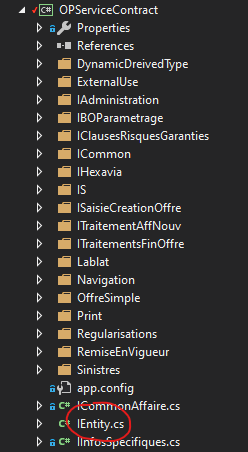 OPServiceContract
Properties
References
DynamicDreivedType
ExternalUse
IAdministration
IBOParametrage
IClausesRisquesGaranties
ICommon
IHexavia
IS
ISaisieCreationOffre
ITraitementAffNouv
ITraitementsFinOffre
Lablat
Navigation
OffreSimple
Print
Regularisations
RemiseEnVigueur
Sinistres
app.config
C# ICommonAffaire.cs
C# IEntity.cs
C# IInfosSpecifiques.cs